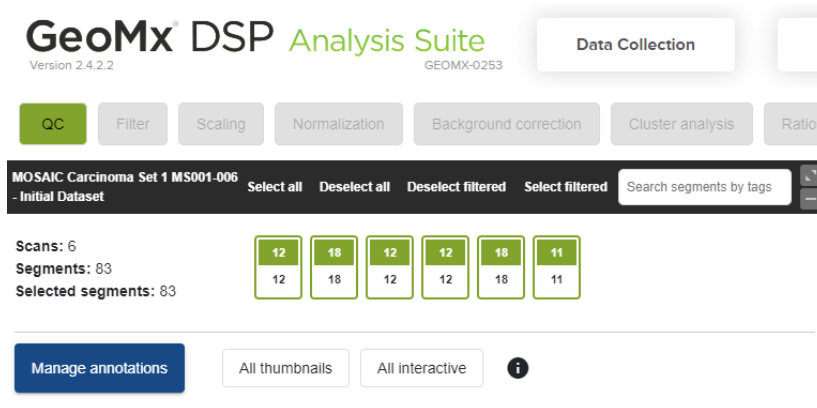 GeoMx® DSP Analysis Suite
Version 2.4.2.2
GEOMX-0253
Data Collection
QC
Filter
Scaling
Normalization
Background correction
Cluster analysis
Ratio
MOSAIC Carcinoma Set 1 MS001-006
- Initial Dataset
Select all
Deselect all
Deselect filtered
Select filtered
Search segments by tags
Scans: 6
Segments: 83
Selected segments: 83
12 18 12 12 18 11
12 18 12 12 18 11
Manage annotations
All thumbnails
All interactive
i